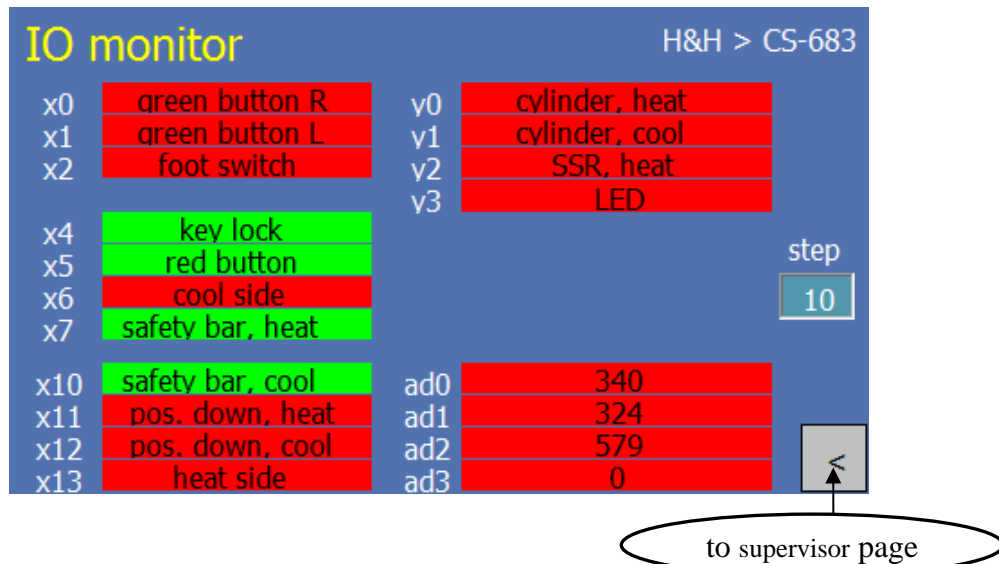 IO monitor H&H > CS-683
x0 green button R y0 cylinder, heat
x1 green button L y1 cylinder, cool
x2 foot switch y2 SSR, heat
y3 LED
x4 key lock
x5 red button step
x6 cool side 10
x7 safety bar, heat
x10 safety bar, cool ad0 340
x11 pos. down, heat ad1 324
x12 pos. down, cool ad2 579
x13 heat side ad3 0
<
to supervisor page